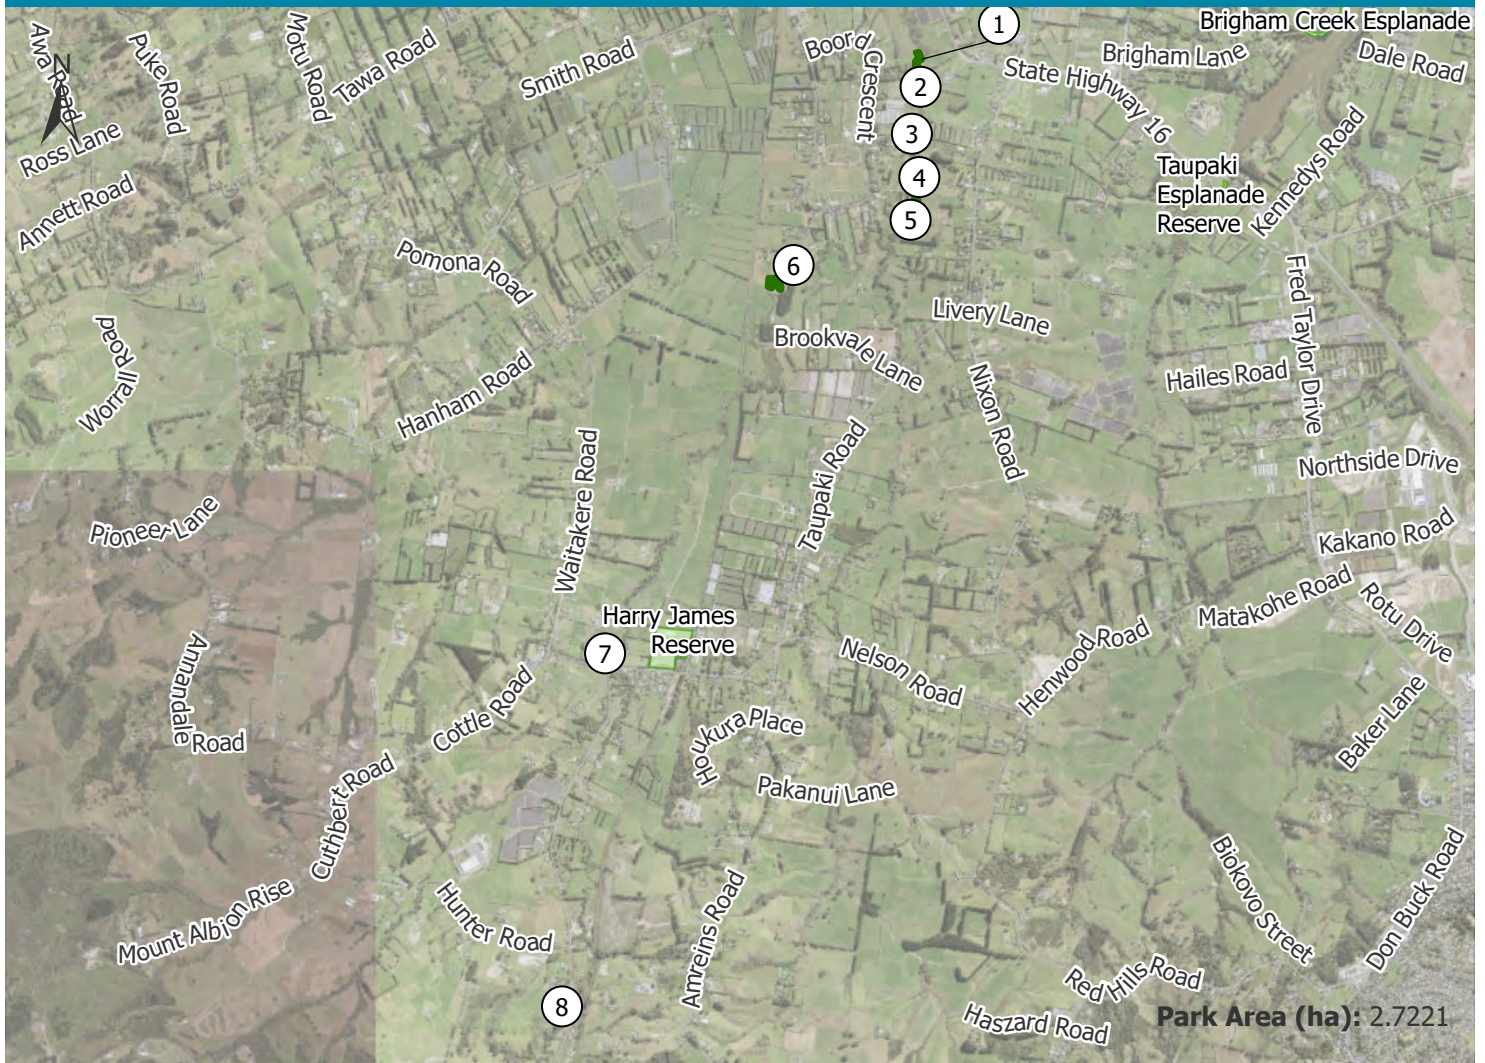 1
Brigham Creek Esplanade
Awa Road
Puke Road
Motu Road
Tawa Road
Smith Road
Boord Crescent
Brigham Lane
Dale Road
State Highway 16
N
2
3
4
5
6
Ross Lane
Annett Road
Taupaki
Esplanade
Reserve
Kennedys Road
Pomona Road
Livery Lane
Brookvale Lane
Fred Taylor Drive
Hailes Road
Worrall Road
Hanham Road
Nixon Road
Waitakere Road
Taupaki Road
Northside Drive
Pioneer Lane
Kakano Road
Matakohe Road
Rotu Drive
Harry James
Reserve
7
Annandale Road
Nelson Road
Henwood Road
Cottle Road
Houkura Place
Baker Lane
Pakanui Lane
Cuthbert Road
Mount Albion Rise
Hunter Road
Amreins Road
Biokovo Street
Don Buck Road
Red Hills Road
8
Haszard Road
Park Area (ha): 2.7221